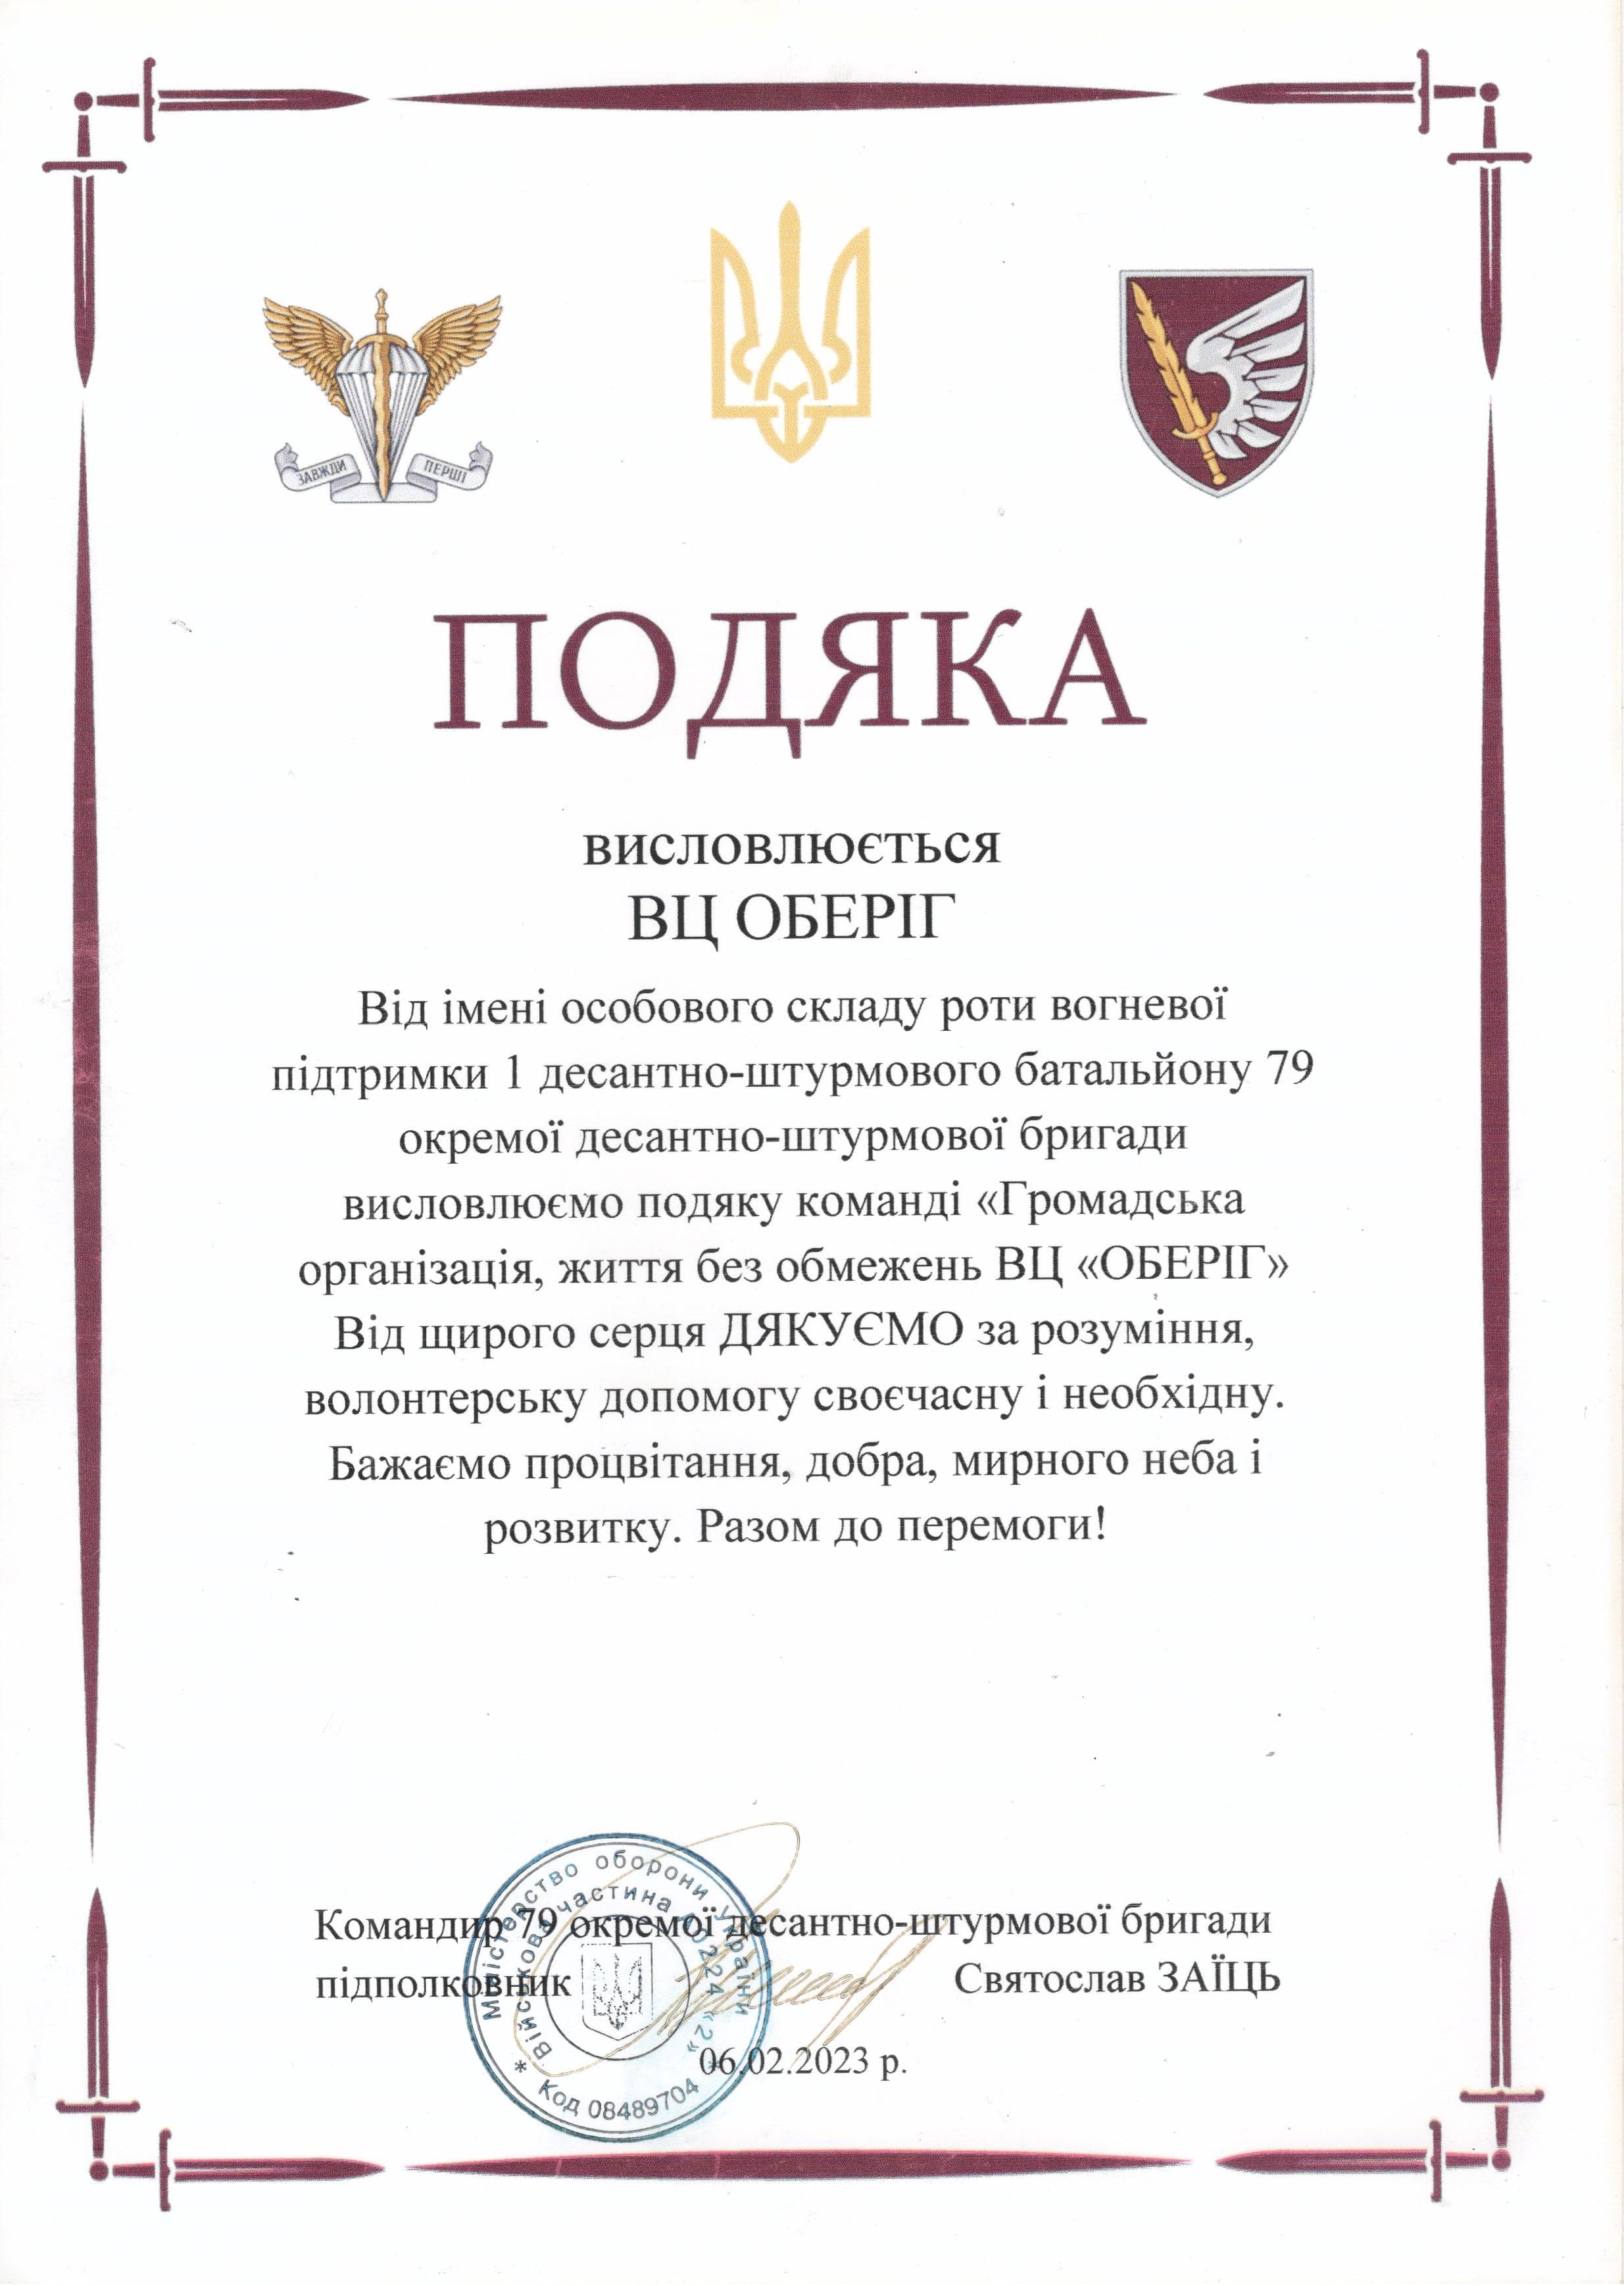 ЗАВЖДИ ПЕРШІ
ПОДЯКА
висловлюється
ВЦ ОБЕРІГ
Від імені особового складу роти вогневої
підтримки 1 десантно-штурмового батальйону 79
окремої десантно-штурмової бригади
висловлюємо подяку команді «Громадська
організація, життя без обмежень ВЦ «ОБЕРІГ»
Від щирого серця ДЯКУЄМО за розуміння,
волонтерську допомогу своєчасну і необхідну.
Бажаємо процвітання, добра, мирного неба і
розвитку. Разом до перемоги!
Командир 79 окремої десантно-штурмової бригади
підполковник Святослав ЗАЇЦЬ
06.02.2023 р.
Міністерство оборони України
Військова частина А0224 «2»
* Код 08489704 *